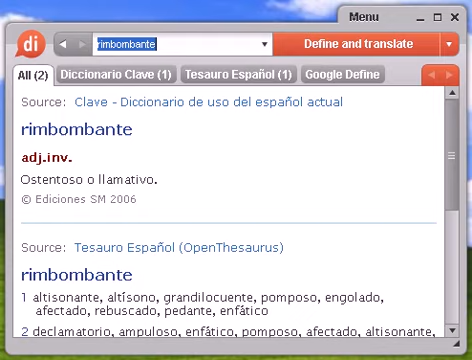 Menu
di
rimbombante
Define and translate
All (2)
Diccionario Clave (1)
Tesauro Español (1)
Google Define
Source: Clave - Diccionario de uso del español actual
rimbombante
adj.inv.
Ostentoso o llamativo.
© Ediciones SM 2006
Source: Tesauro Español (OpenThesaurus)
rimbombante
1 altisonante, altísono, grandilocuente, pomposo, engolado,
afectado, rebuscado, pedante, enfático
2 declamatorio, ampuloso, enfático, pomposo, afectado, altisonante,